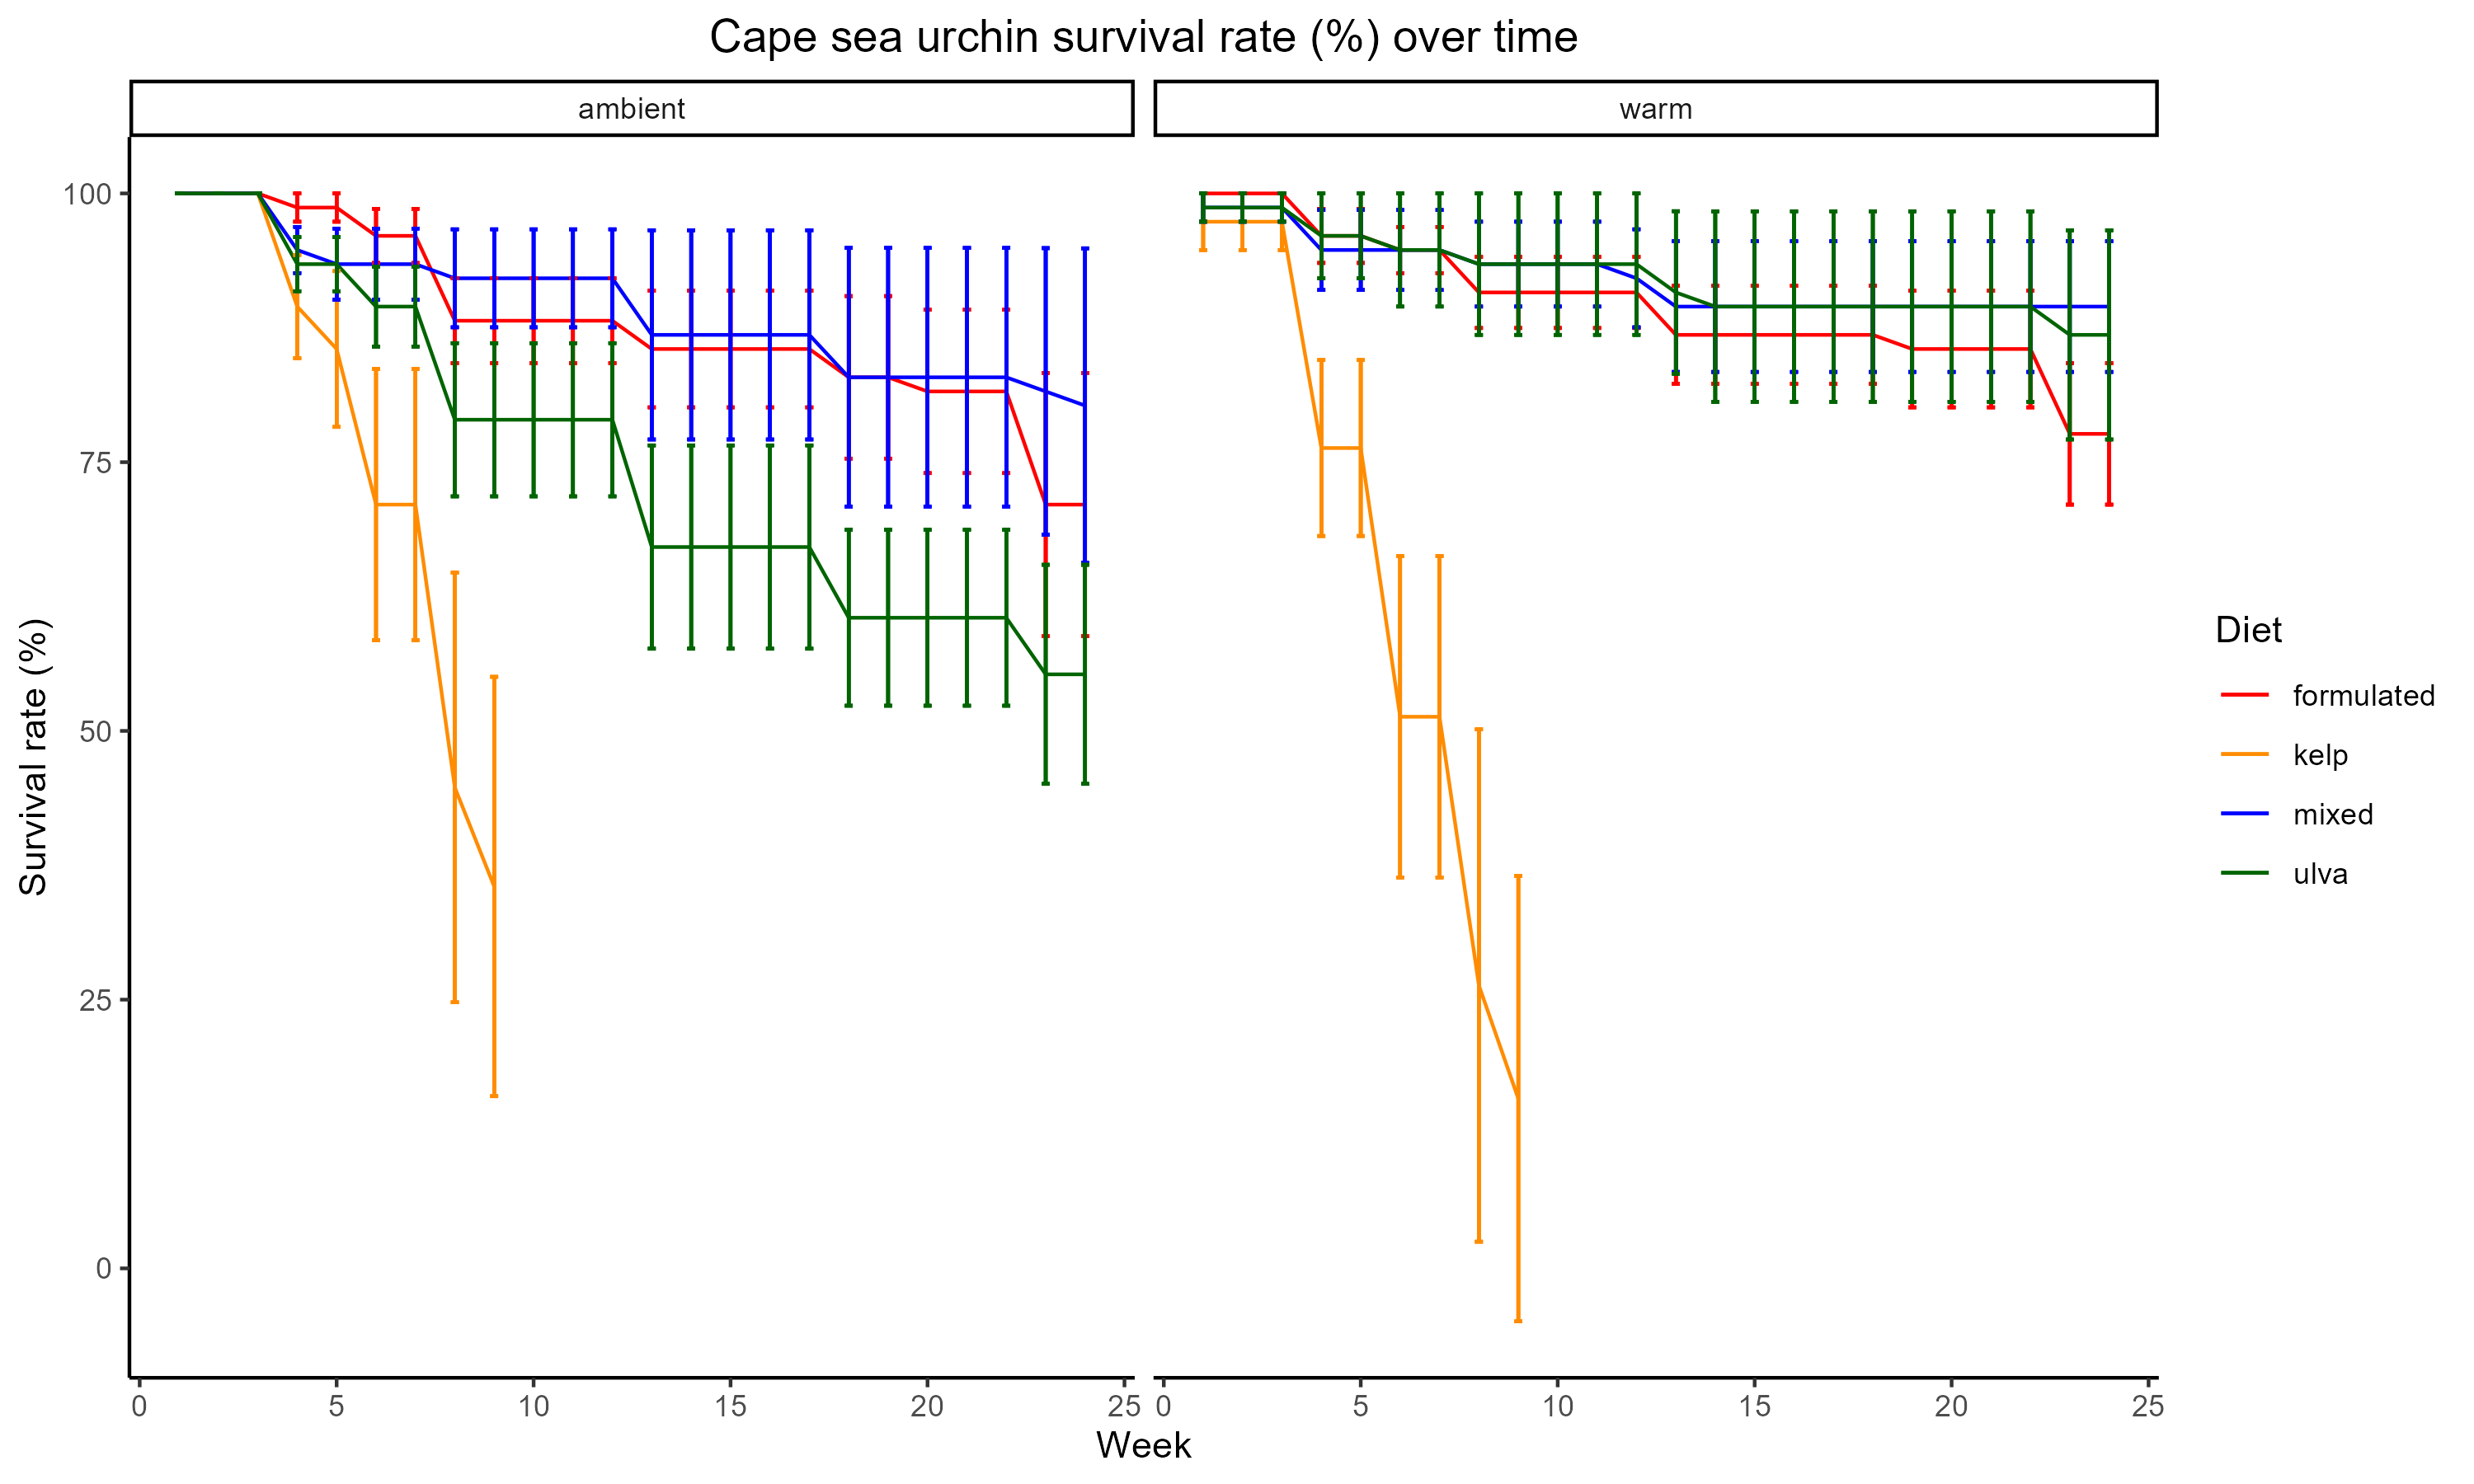 Cape sea urchin survival rate (%) over time
ambient
warm
100
75
50
25
0
Survival rate (%)
0 5 10 15 20 25
0 5 10 15 20 25
Week
Diet
formulated
kelp
mixed
ulva